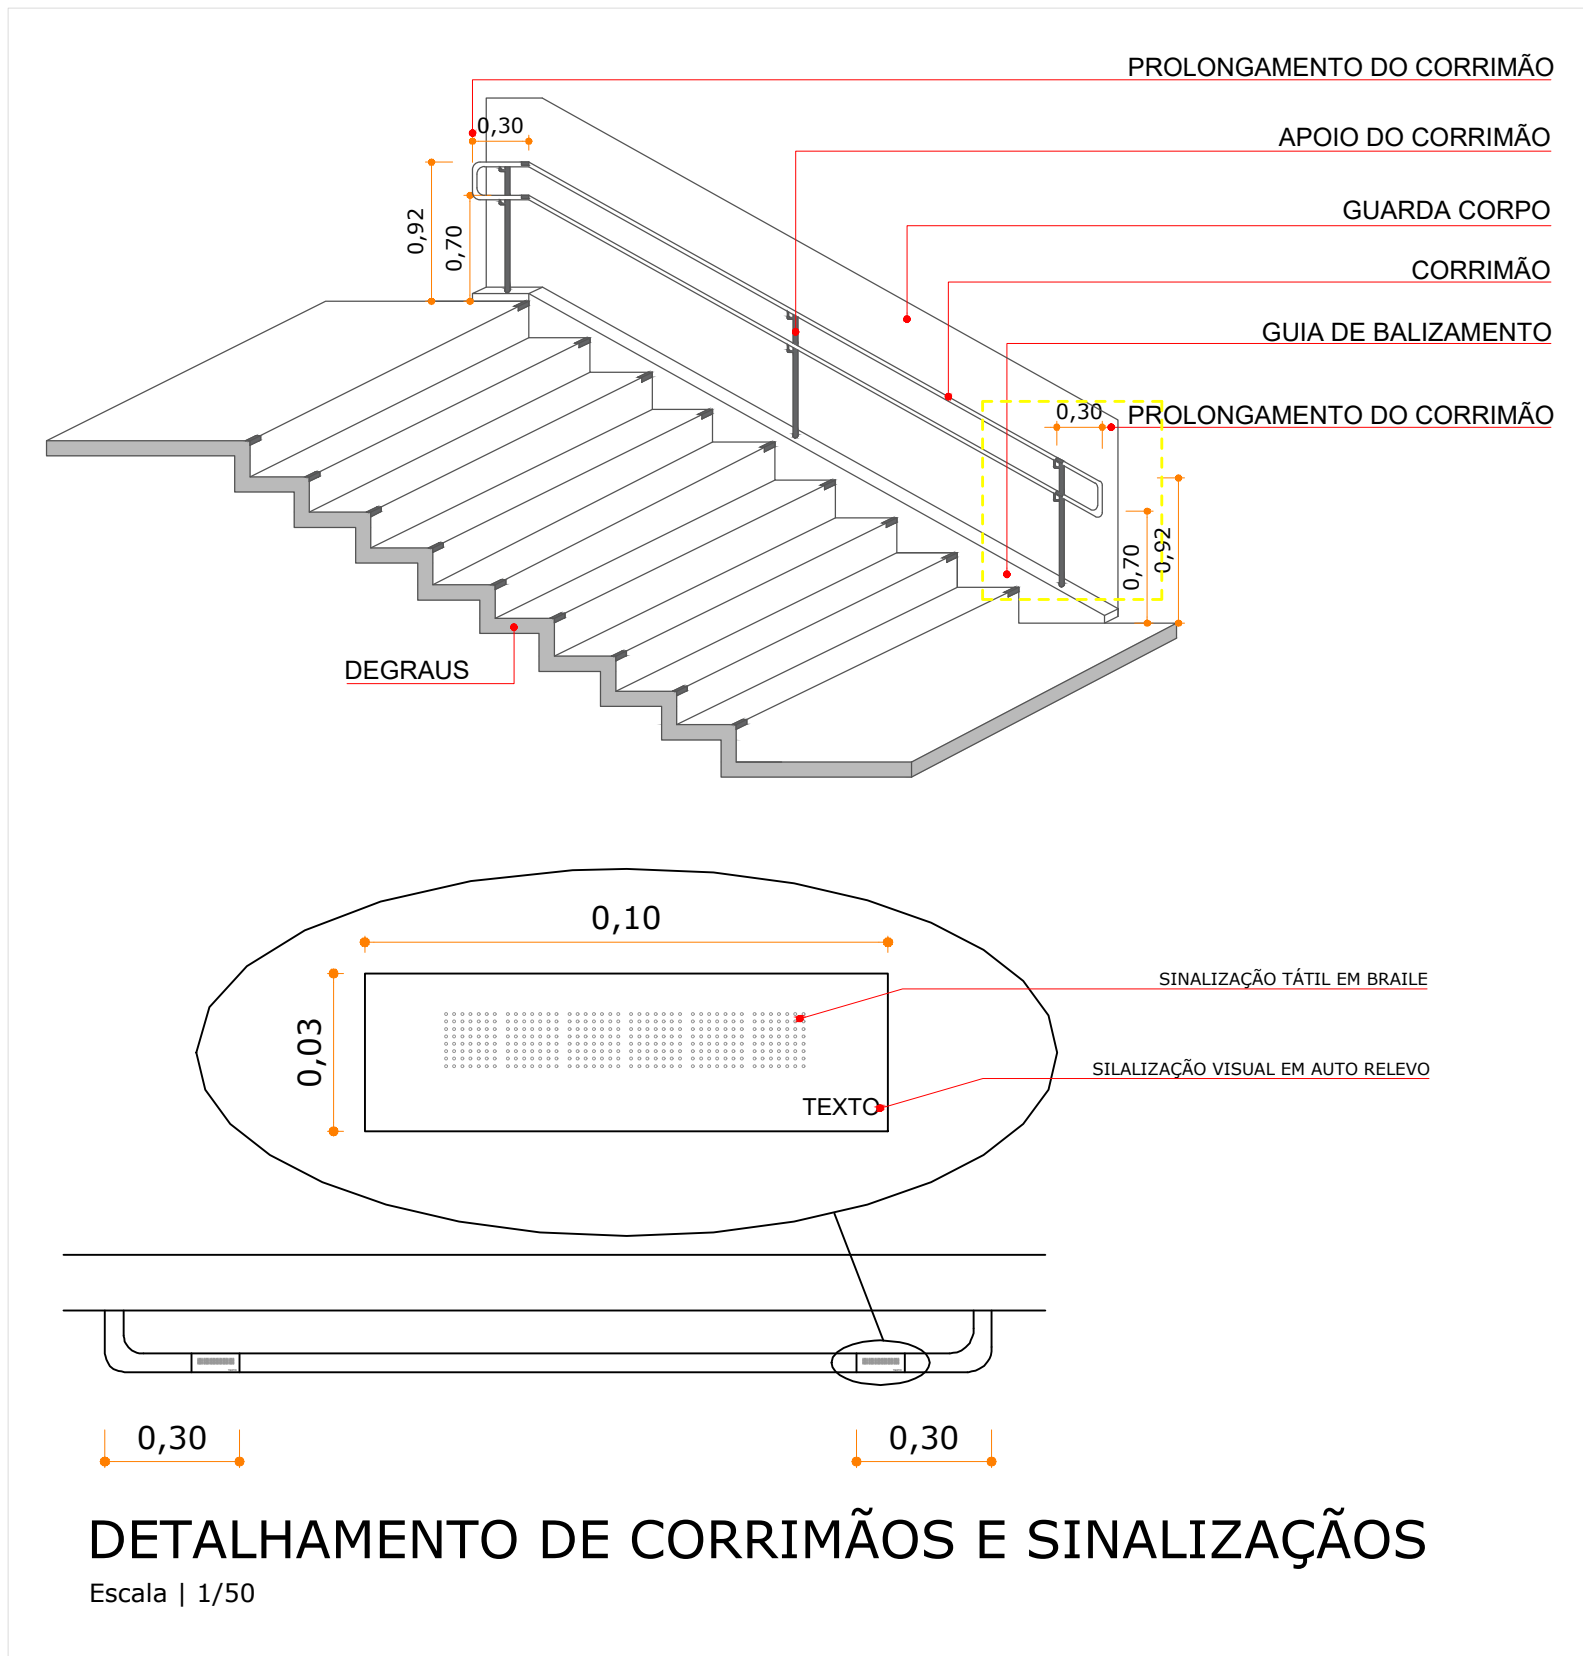 PROLONGAMENTO DO CORRIMÃO
0,30
APOIO DO CORRIMÃO
GUARDA CORPO
0,92
0,70
CORRIMÃO
GUIA DE BALIZAMENTO
0,30
PROLONGAMENTO DO CORRIMÃO
0,70
0,92
DEGRAUS
0,10
SINALIZAÇÃO TÁTIL EM BRAILE
0,03
SILALIZAÇÃO VISUAL EM AUTO RELEVO
TEXTO
0,30
0,30
DETALHAMENTO DE CORRIMÃOS E SINALIZAÇÃOS
Escala | 1/50